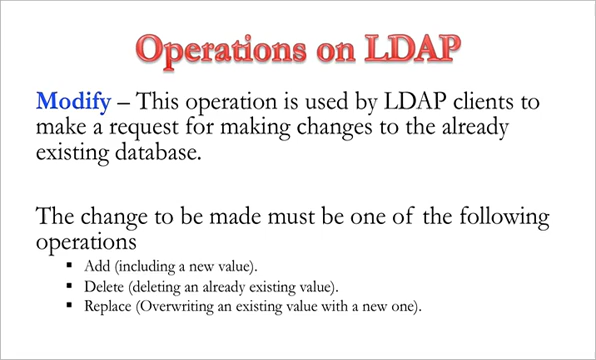 Operations on LDAP
Modify – This operation is used by LDAP clients to
make a request for making changes to the already
existing database.
The change to be made must be one of the following
operations
▪ Add (including a new value).
▪ Delete (deleting an already existing value).
▪ Replace (Overwriting an existing value with a new one).